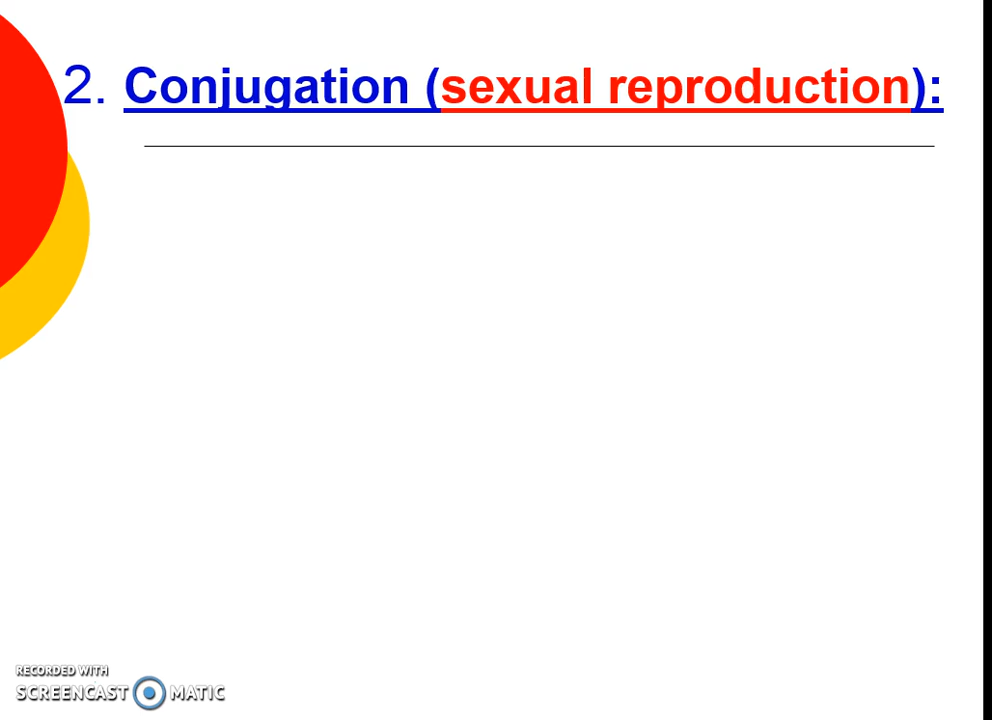 2. Conjugation (sexual reproduction):
RECORDED WITH
SCREENCAST MATIC